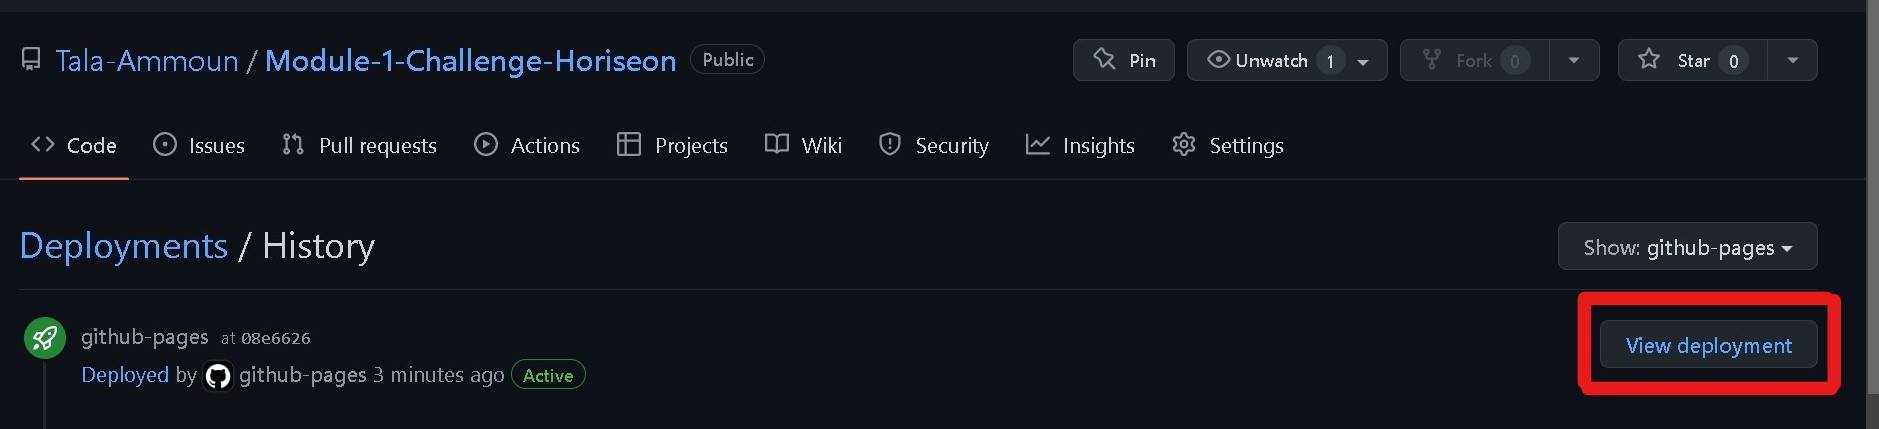 Tala-Ammoun / Module-1-Challenge-Horiseon Public Pin Unwatch 1 Fork 0 Star 0
Code Issues Pull requests Actions Projects Wiki Security Insights Settings
Deployments / History Show: github-pages
github-pages at 08e6626 View deployment
Deployed by github-pages 3 minutes ago Active